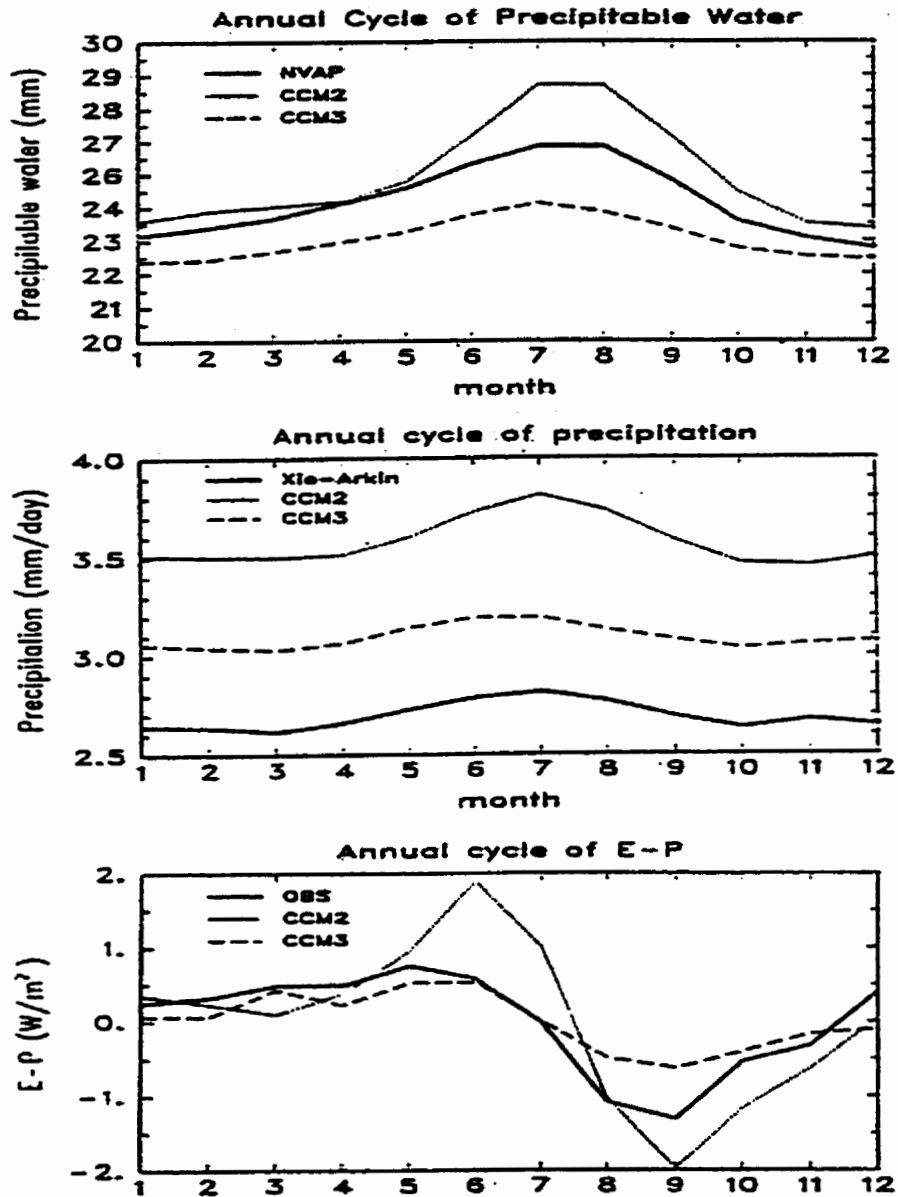 Annual Cycle of Precipitable Water
Precipitable water (mm)
30
29
28
27
26
24
23
22
21
20
NVAP
CCM2
CCM3
1 2 3 4 5 6 7 8 9 10 11 12
month
Annual cycle of precipitation
Precipitation (mm/day)
4.0
3.5
3.0
2.5
Xie-Arkin
CCM2
CCM3
1 2 3 4 5 6 7 8 9 10 11 12
month
Annual cycle of E-P
E-P (W/m²)
2.
1.
0.
-1.
-2.
OBS
CCM2
CCM3
1 2 3 4 5 6 7 8 9 10 11 12